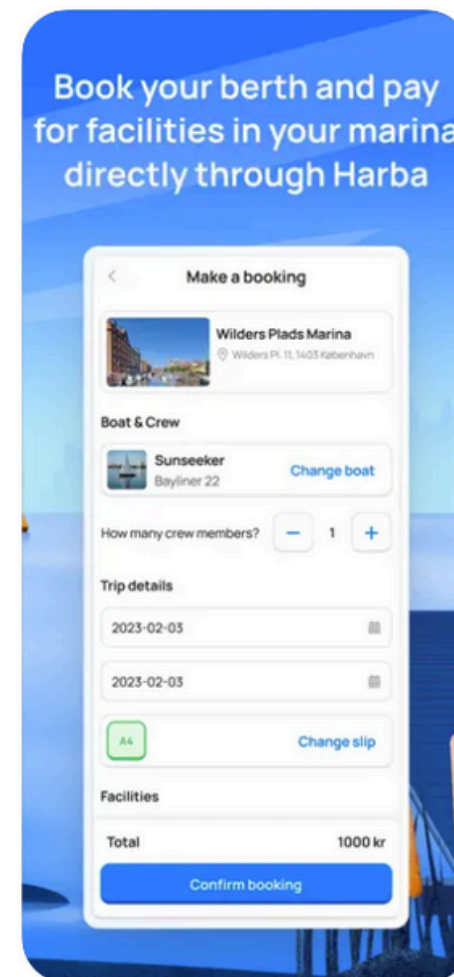 Book your berth and pay
for facilities in your marina
directly through Harba
Make a booking
Wilders Plads Marina
Wilders Pl. 11, 1403 København
Boat & Crew
Sunseeker
Bayliner 22
Change boat
How many crew members? − 1 +
Trip details
2023-02-03
2023-02-03
A4
Change slip
Facilities
Total 1000 kr
Confirm booking